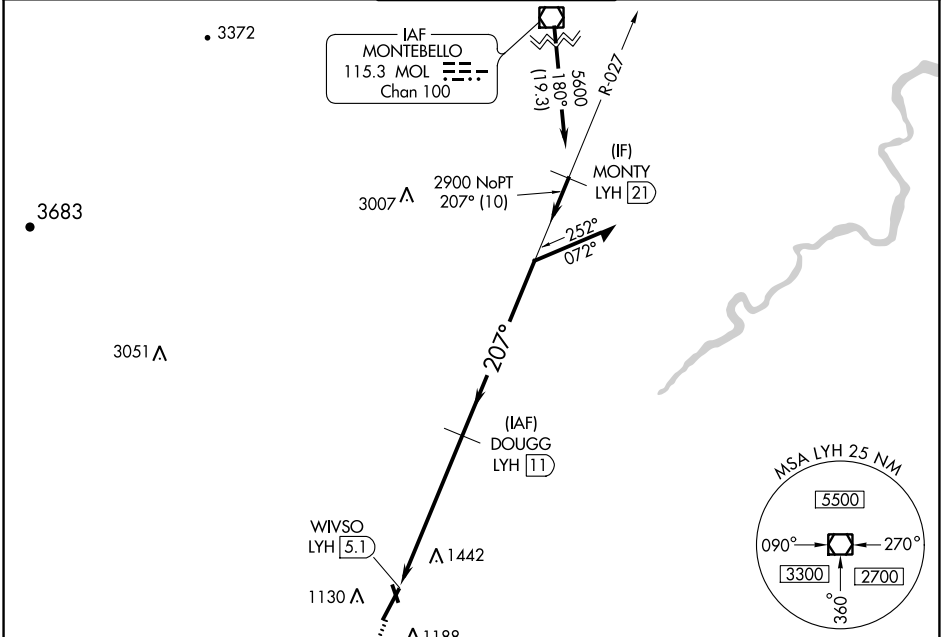 3372
IAF
MONTEBELLO
115.3 MOL
Chan 100
5600
180°
(19.3)
R-027
(IF)
MONTY
LYH 21
2900 NoPT
207° (10)
3007
3683
252°
072°
207°
3051
(IAF)
DOUGG
LYH 11
WIVSO
LYH 5.1
1442
1130
1188
MSA LYH 25 NM
5500
090°
270°
3300
2700
360°